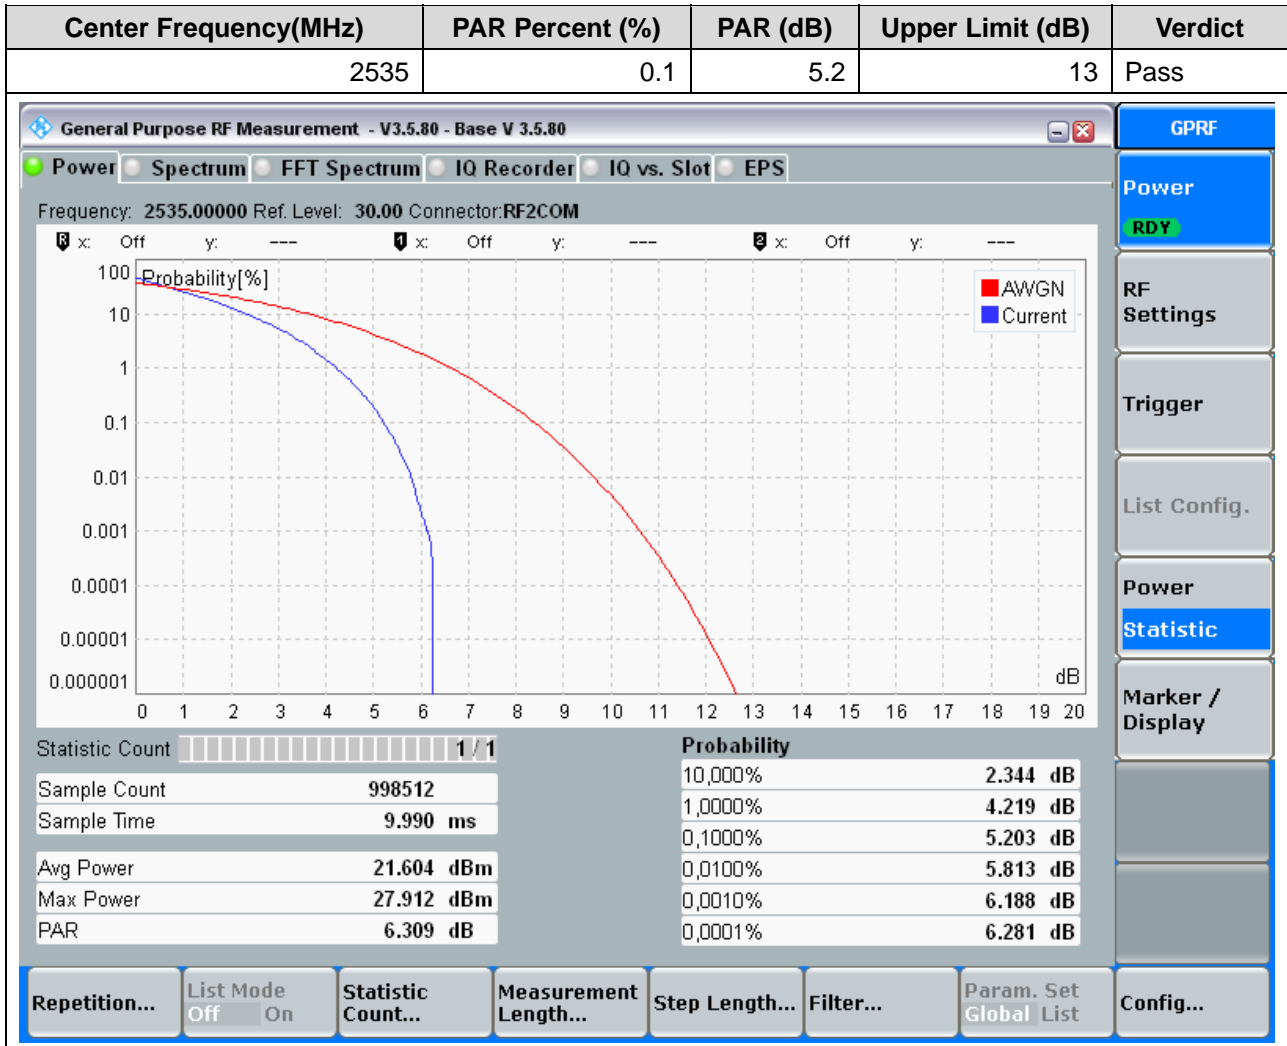 Center Frequency(MHz) PAR Percent (%) PAR (dB) Upper Limit (dB) Verdict
2535 0.1 5.2 13 Pass
General Purpose RF Measurement - V3.5.80 - Base V 3.5.80
GPRF
Power Spectrum FFT Spectrum IQ Recorder IQ vs. Slot EPS
Power
RDY
Frequency: 2535.00000 Ref. Level: 30.00 Connector:RF2COM
R x: Off y: --- 1 x: Off y: --- 2 x: Off y: ---
Probability[%]
AWGN
Current
100
10
1
0.1
0.01
0.001
0.0001
0.00001
0.000001
dB
0 1 2 3 4 5 6 7 8 9 10 11 12 13 14 15 16 17 18 19 20
RF
Settings
Trigger
List Config.
Power
Statistic
Marker /
Display
Statistic Count 1 / 1
Sample Count 998512
Sample Time 9.990 ms
Avg Power 21.604 dBm
Max Power 27.912 dBm
PAR 6.309 dB
Probability
10,000% 2.344 dB
1,0000% 4.219 dB
0,1000% 5.203 dB
0,0100% 5.813 dB
0,0010% 6.188 dB
0,0001% 6.281 dB
Repetition...
List Mode
Off On
Statistic
Count...
Measurement
Length...
Step Length...
Filter...
Param. Set
Global List
Config...